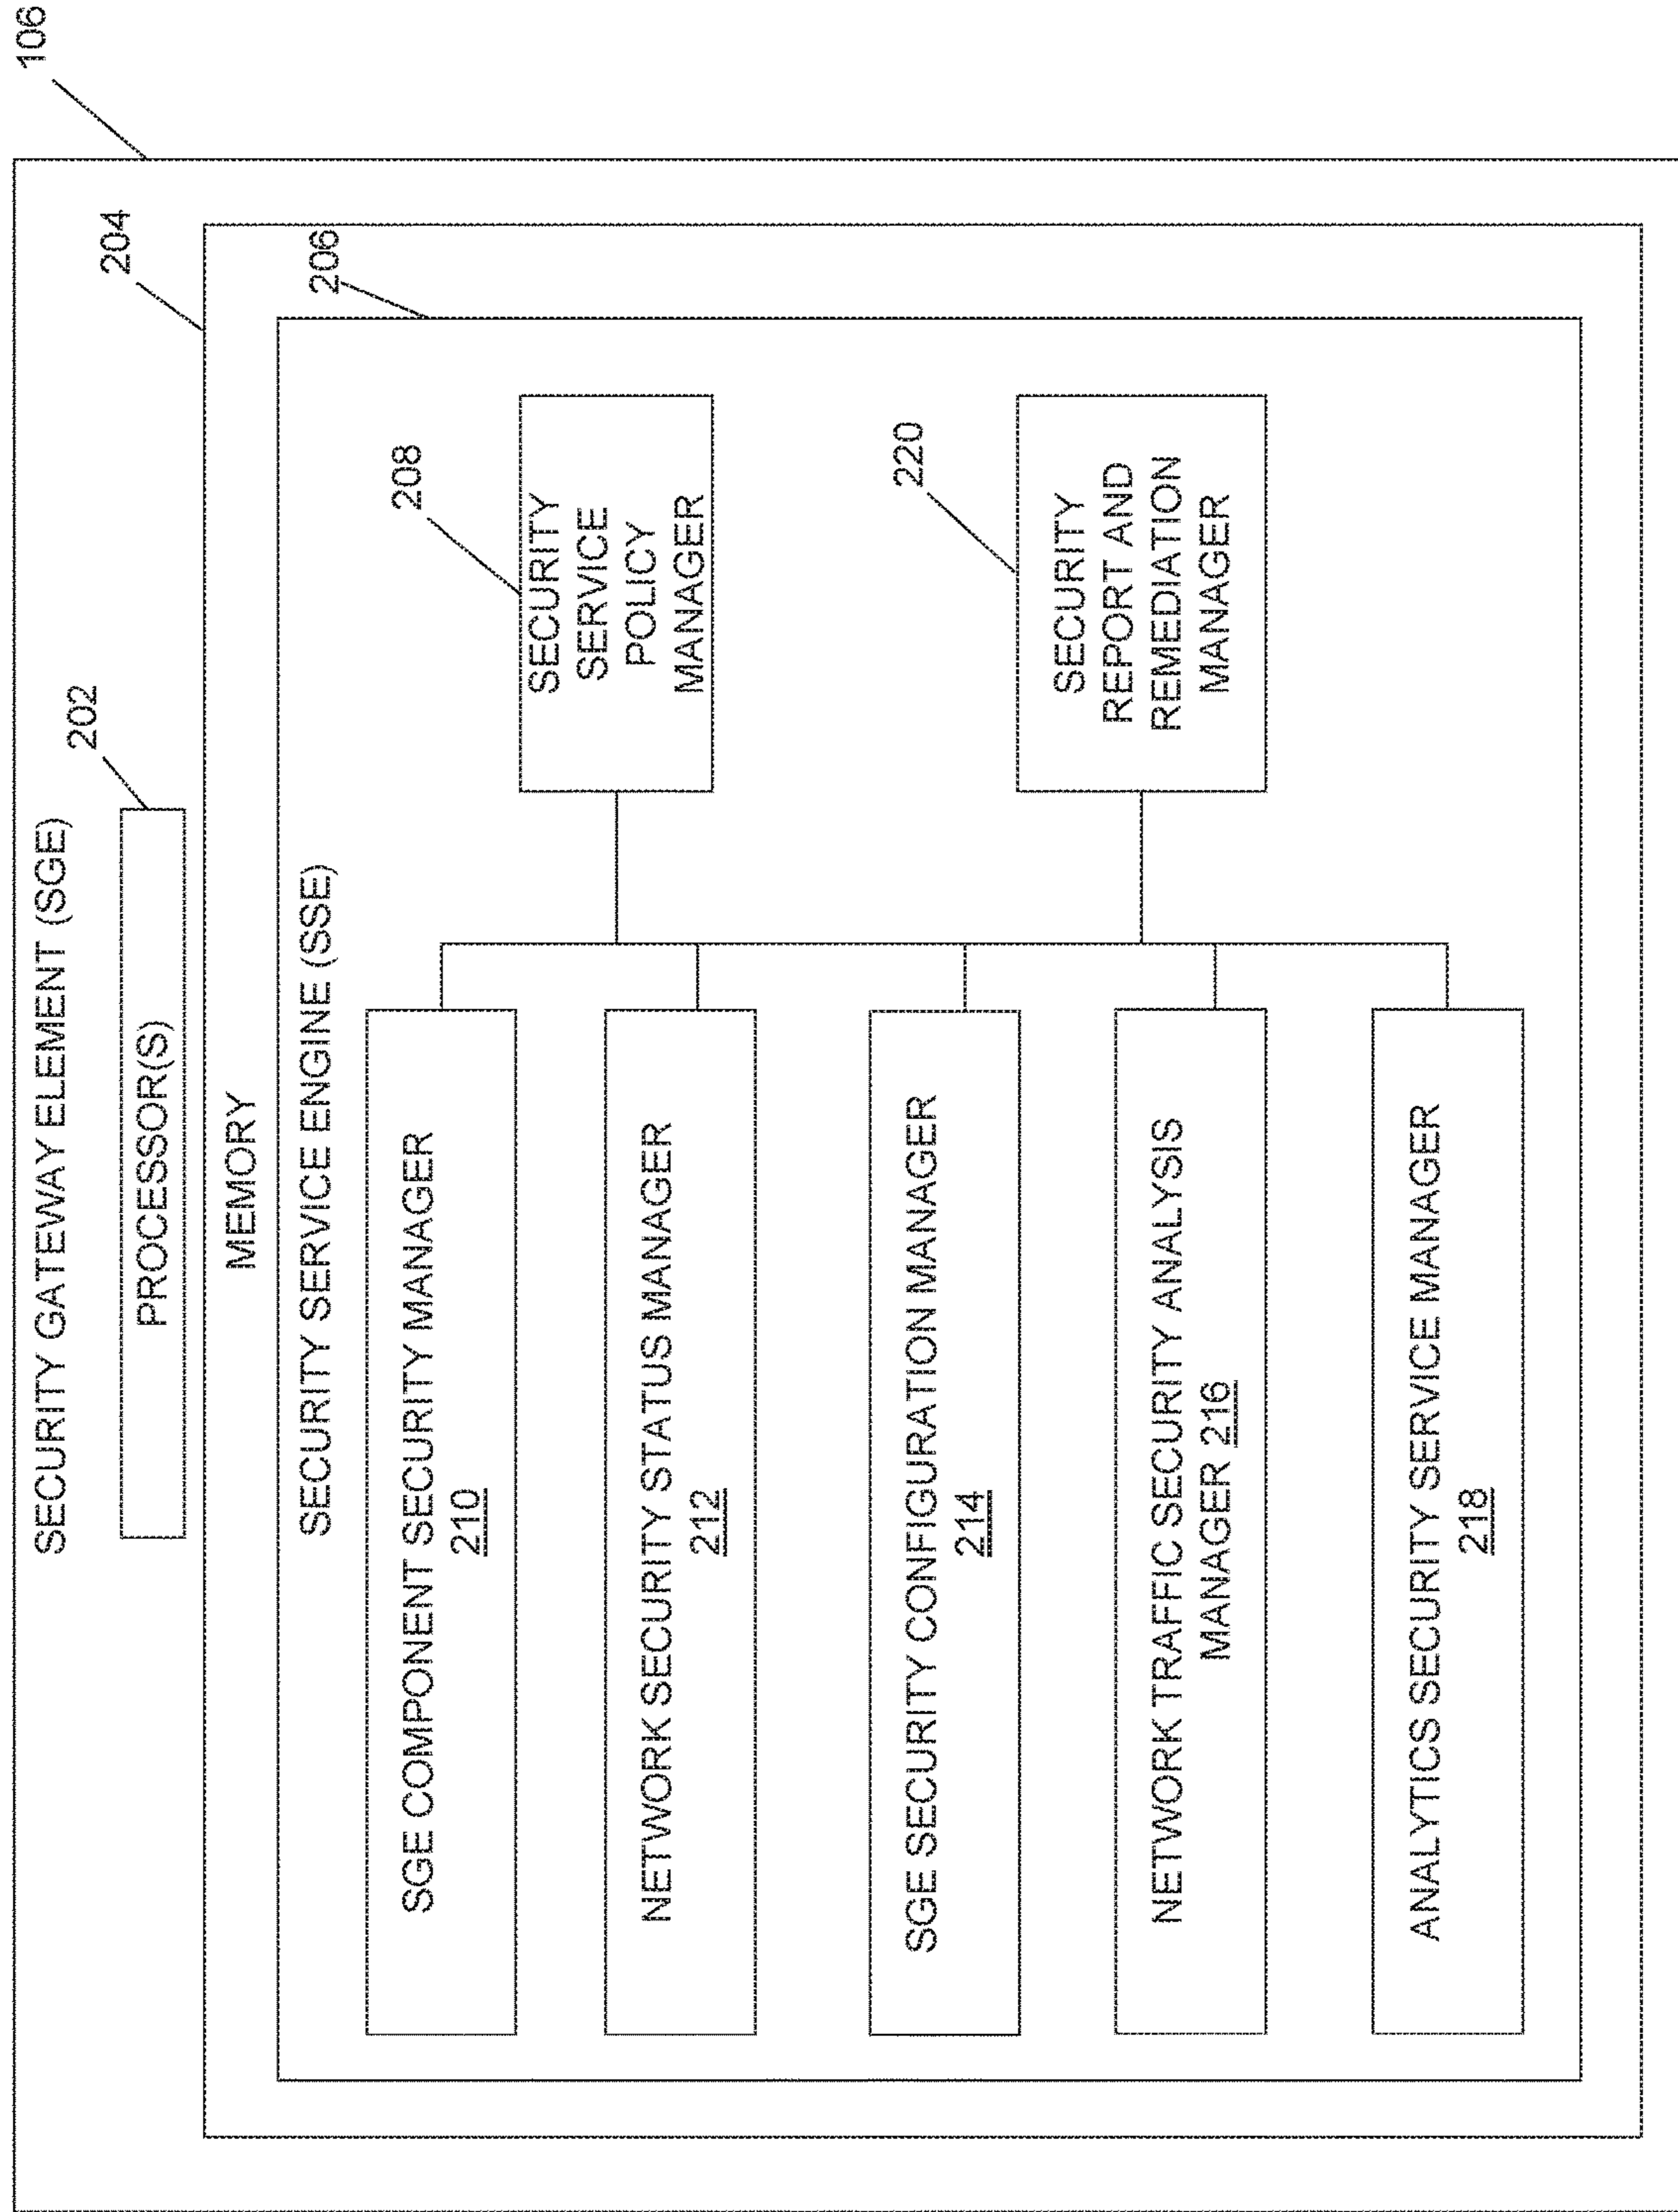 106
SECURITY GATEWAY ELEMENT (SGE)
202
PROCESSOR(S)
204
MEMORY
206
SECURITY SERVICE ENGINE (SSE)
SGE COMPONENT SECURITY MANAGER
210
NETWORK SECURITY STATUS MANAGER
212
SGE SECURITY CONFIGURATION MANAGER
214
NETWORK TRAFFIC SECURITY ANALYSIS
MANAGER 216
ANALYTICS SECURITY SERVICE MANAGER
218
208
SECURITY
SERVICE
POLICY
MANAGER
220
SECURITY
REPORT AND
REMEDIATION
MANAGER